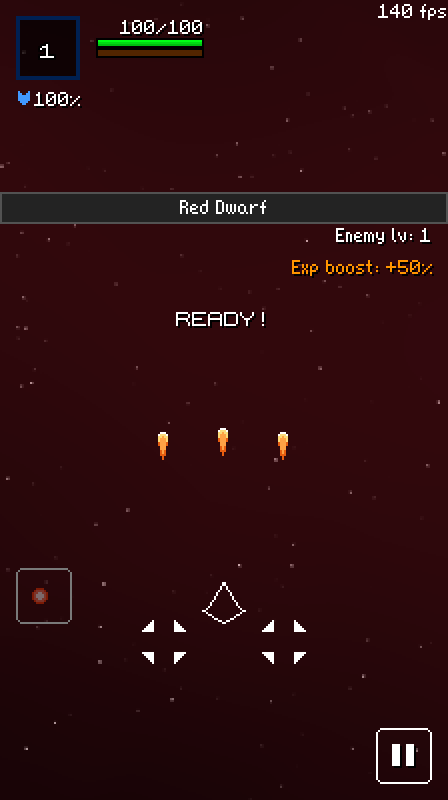 140 fps
100/100
1
100%
Red Dwarf
Enemy lv: 1
Exp boost: +50%
READY!